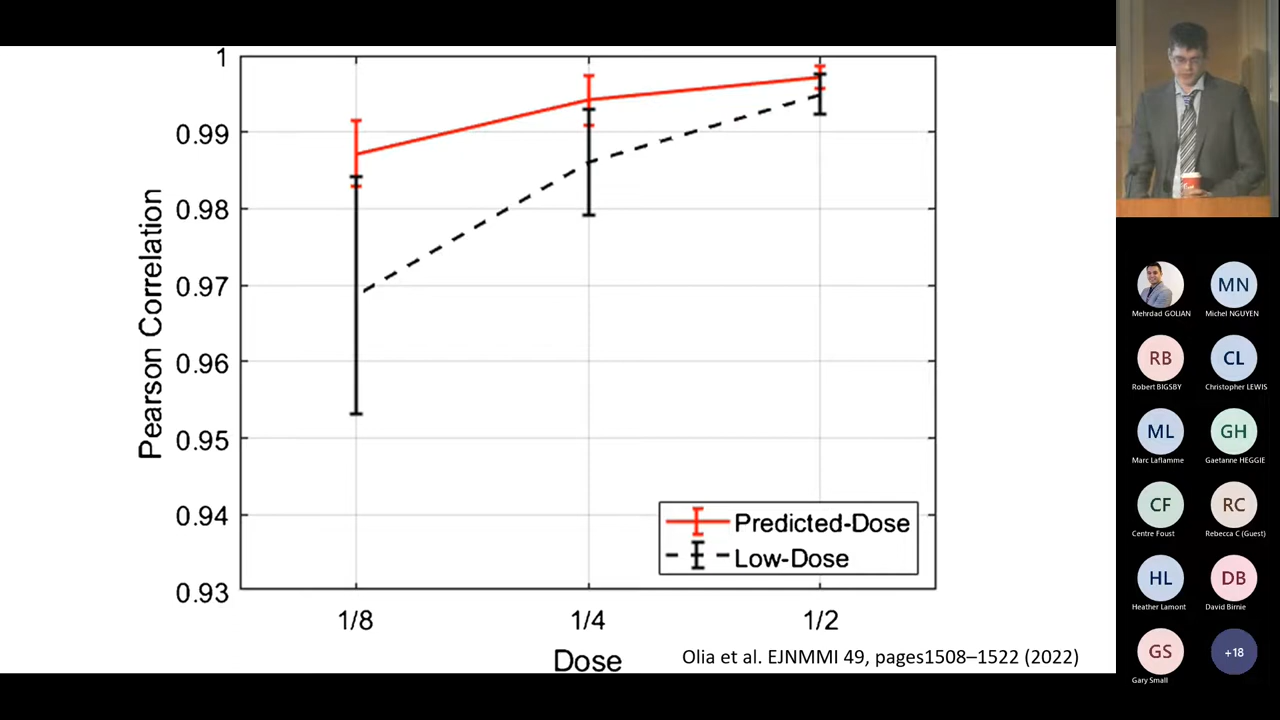 1
0.99
0.98
0.97
0.96
0.95
0.94
0.93
Pearson Correlation
Predicted-Dose
Low-Dose
1/8 1/4 1/2
Dose
Olia et al. EJNMMI 49, pages1508–1522 (2022)
Mehrdad GOLIAN
MN
Michel NGUYEN
RB
Robert BIGSBY
CL
Christopher LEWIS
ML
Marc Laflamme
GH
Gaetanne HEGGIE
CF
Centre Foust
RC
Rebecca C (Guest)
HL
Heather Lamont
DB
David Birnie
GS
Gary Small
+18